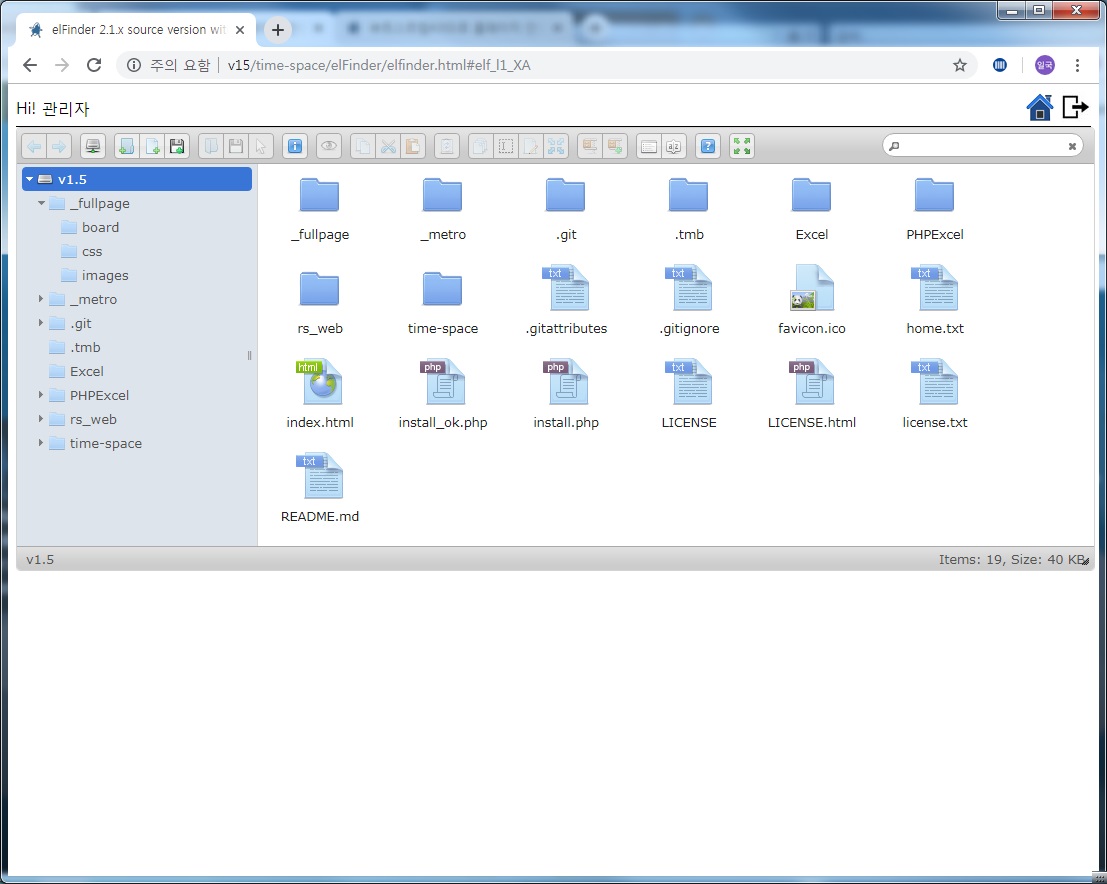 elFinder 2.1.x source version wit
주의 요함 v15/time-space/elFinder/elfinder.html#elf_l1_XA
일국
Hi! 관리자
v1.5
_fullpage
board
css
images
_metro
.git
.tmb
Excel
PHPExcel
rs_web
time-space
_fullpage _metro .git .tmb Excel PHPExcel
txt txt txt
rs_web time-space .gitattributes .gitignore favicon.ico home.txt
html php php txt php txt
index.html install_ok.php install.php LICENSE LICENSE.html license.txt
txt
README.md
v1.5 Items: 19, Size: 40 KB